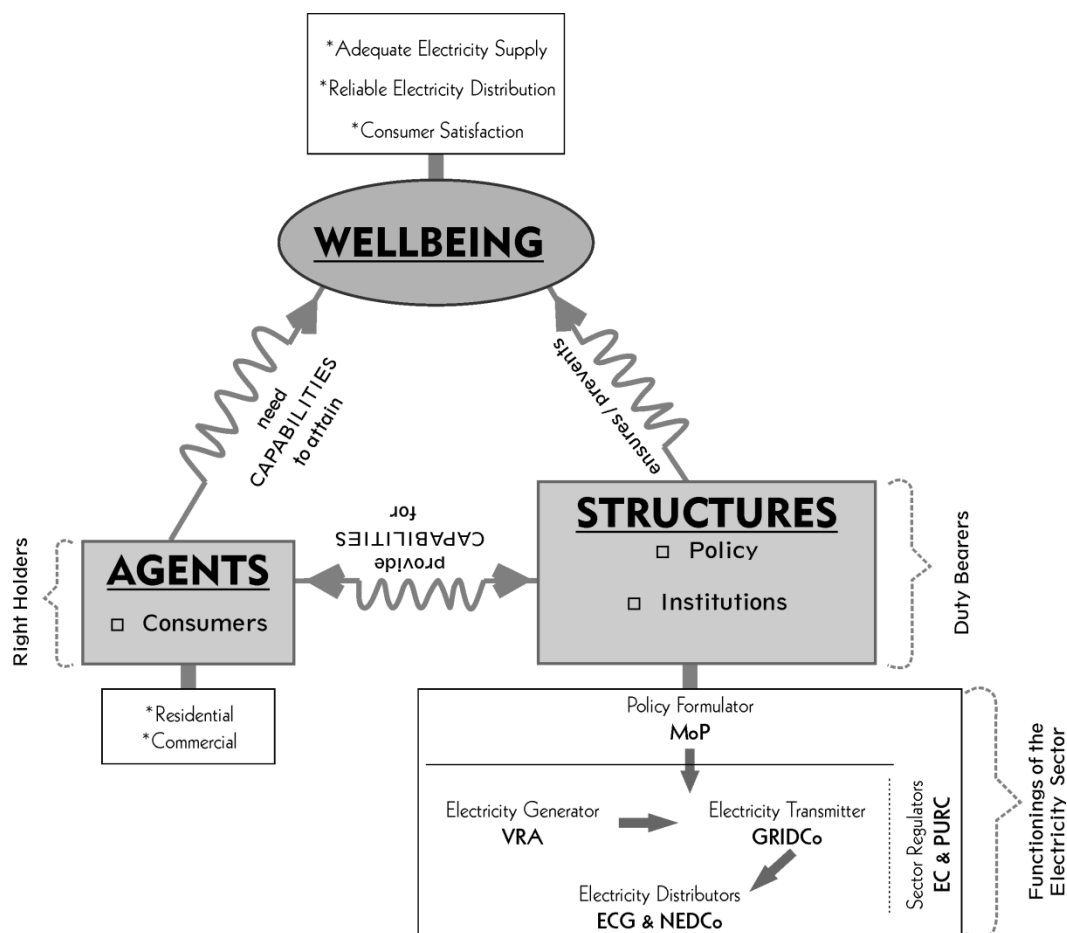 *Adequate Electricity Supply
*Reliable Electricity Distribution
*Consumer Satisfaction
WELLBEING
need
CAPABILITIES
to attain
ensures/prevents
STRUCTURES
Policy
Institutions
Duty Bearers
provide
CAPABILITIES
for
Right Holders
AGENTS
Consumers
*Residential
*Commercial
Policy Formulator
MoP
Electricity Generator
VRA
Electricity Transmitter
GRIDCo
Electricity Distributors
ECG & NEDCo
Sector Regulators
EC & PURC
Functionings of the
Electricity Sector